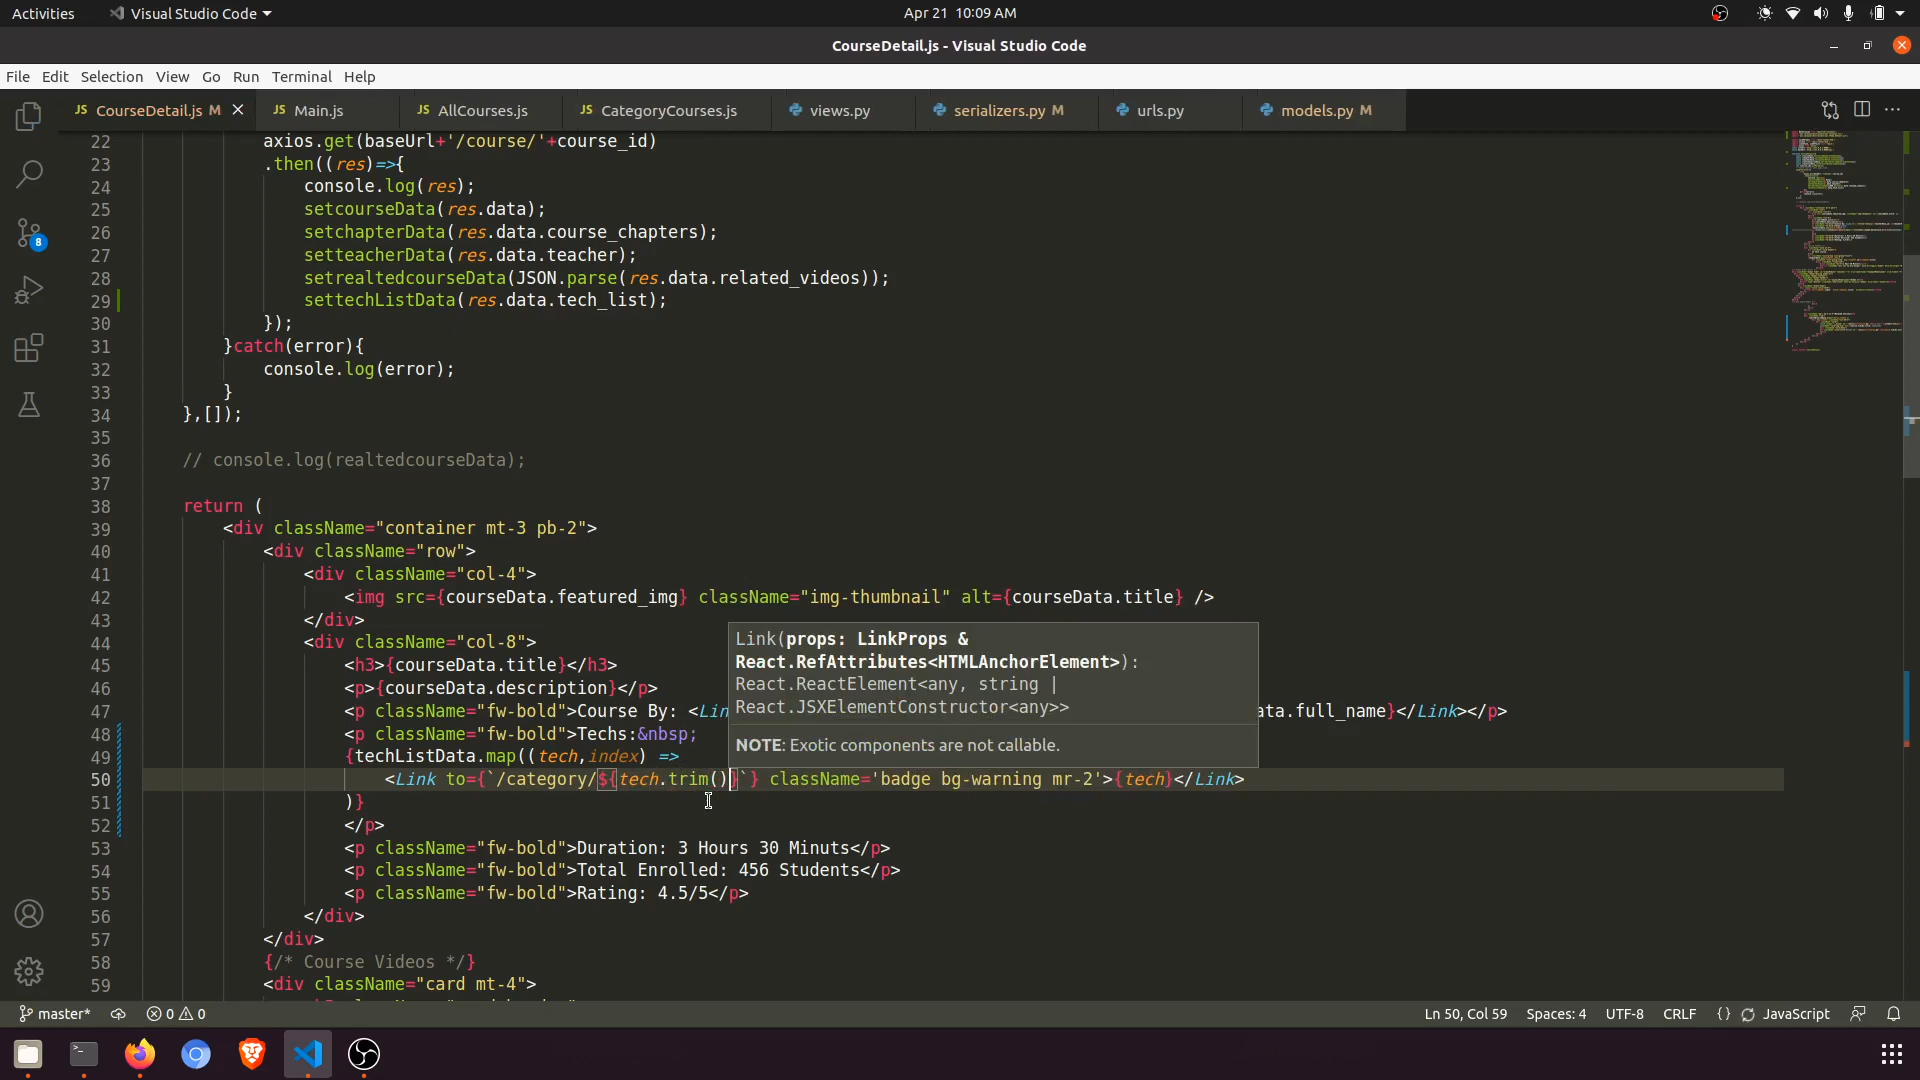 Activities
Visual Studio Code
Apr 21 10:09 AM
CourseDetail.js - Visual Studio Code
File Edit Selection View Go Run Terminal Help
JS CourseDetail.js M
JS Main.js
JS AllCourses.js
JS CategoryCourses.js
views.py
serializers.py M
urls.py
models.py M
22 axios.get(baseUrl+'/course/'+course_id)
23 .then((res)=>{
24 console.log(res);
25 setcourseData(res.data);
26 setchapterData(res.data.course_chapters);
27 setteacherData(res.data.teacher);
28 setrealtedcourseData(JSON.parse(res.data.related_videos));
29 settechListData(res.data.tech_list);
30 });
31 }catch(error){
32 console.log(error);
33 }
34 },[]);
35
36 // console.log(realtedcourseData);
37
38 return (
39 <div className="container mt-3 pb-2">
40 <div className="row">
41 <div className="col-4">
42 <img src={courseData.featured_img} className="img-thumbnail" alt={courseData.title} />
43 </div>
44 <div className="col-8">
45 <h3>{courseData.title}</h3>
46 <p>{courseData.description}</p>
47 <p className="fw-bold">Course By: <Lin ata.full_name}</Link></p>
48 <p className="fw-bold">Techs:&nbsp;
49 {techListData.map((tech,index) =>
50 <Link to={`/category/${tech.trim()}`} className='badge bg-warning mr-2'>{tech}</Link>
51 )}
52 </p>
53 <p className="fw-bold">Duration: 3 Hours 30 Minuts</p>
54 <p className="fw-bold">Total Enrolled: 456 Students</p>
55 <p className="fw-bold">Rating: 4.5/5</p>
56 </div>
57 </div>
58 {/* Course Videos */}
59 <div className="card mt-4">
Link(props: LinkProps &
React.RefAttributes<HTMLAnchorElement>):
React.ReactElement<any, string |
React.JSXElementConstructor<any>>
NOTE: Exotic components are not callable.
8
master*
0 0
Ln 50, Col 59
Spaces: 4
UTF-8
CRLF
{}
JavaScript